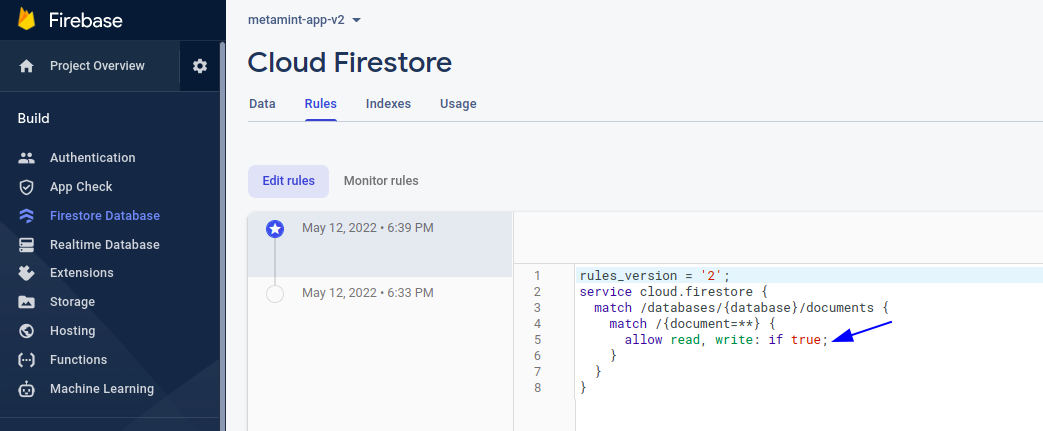 Firebase
Project Overview
Build
Authentication
App Check
Firestore Database
Realtime Database
Extensions
Storage
Hosting
Functions
Machine Learning
metamint-app-v2
Cloud Firestore
Data Rules Indexes Usage
Edit rules Monitor rules
May 12, 2022 • 6:39 PM
May 12, 2022 • 6:33 PM
1 rules_version = '2';
2 service cloud.firestore {
3 match /databases/{database}/documents {
4 match /{document=**} {
5 allow read, write: if true;
6 }
7 }
8 }